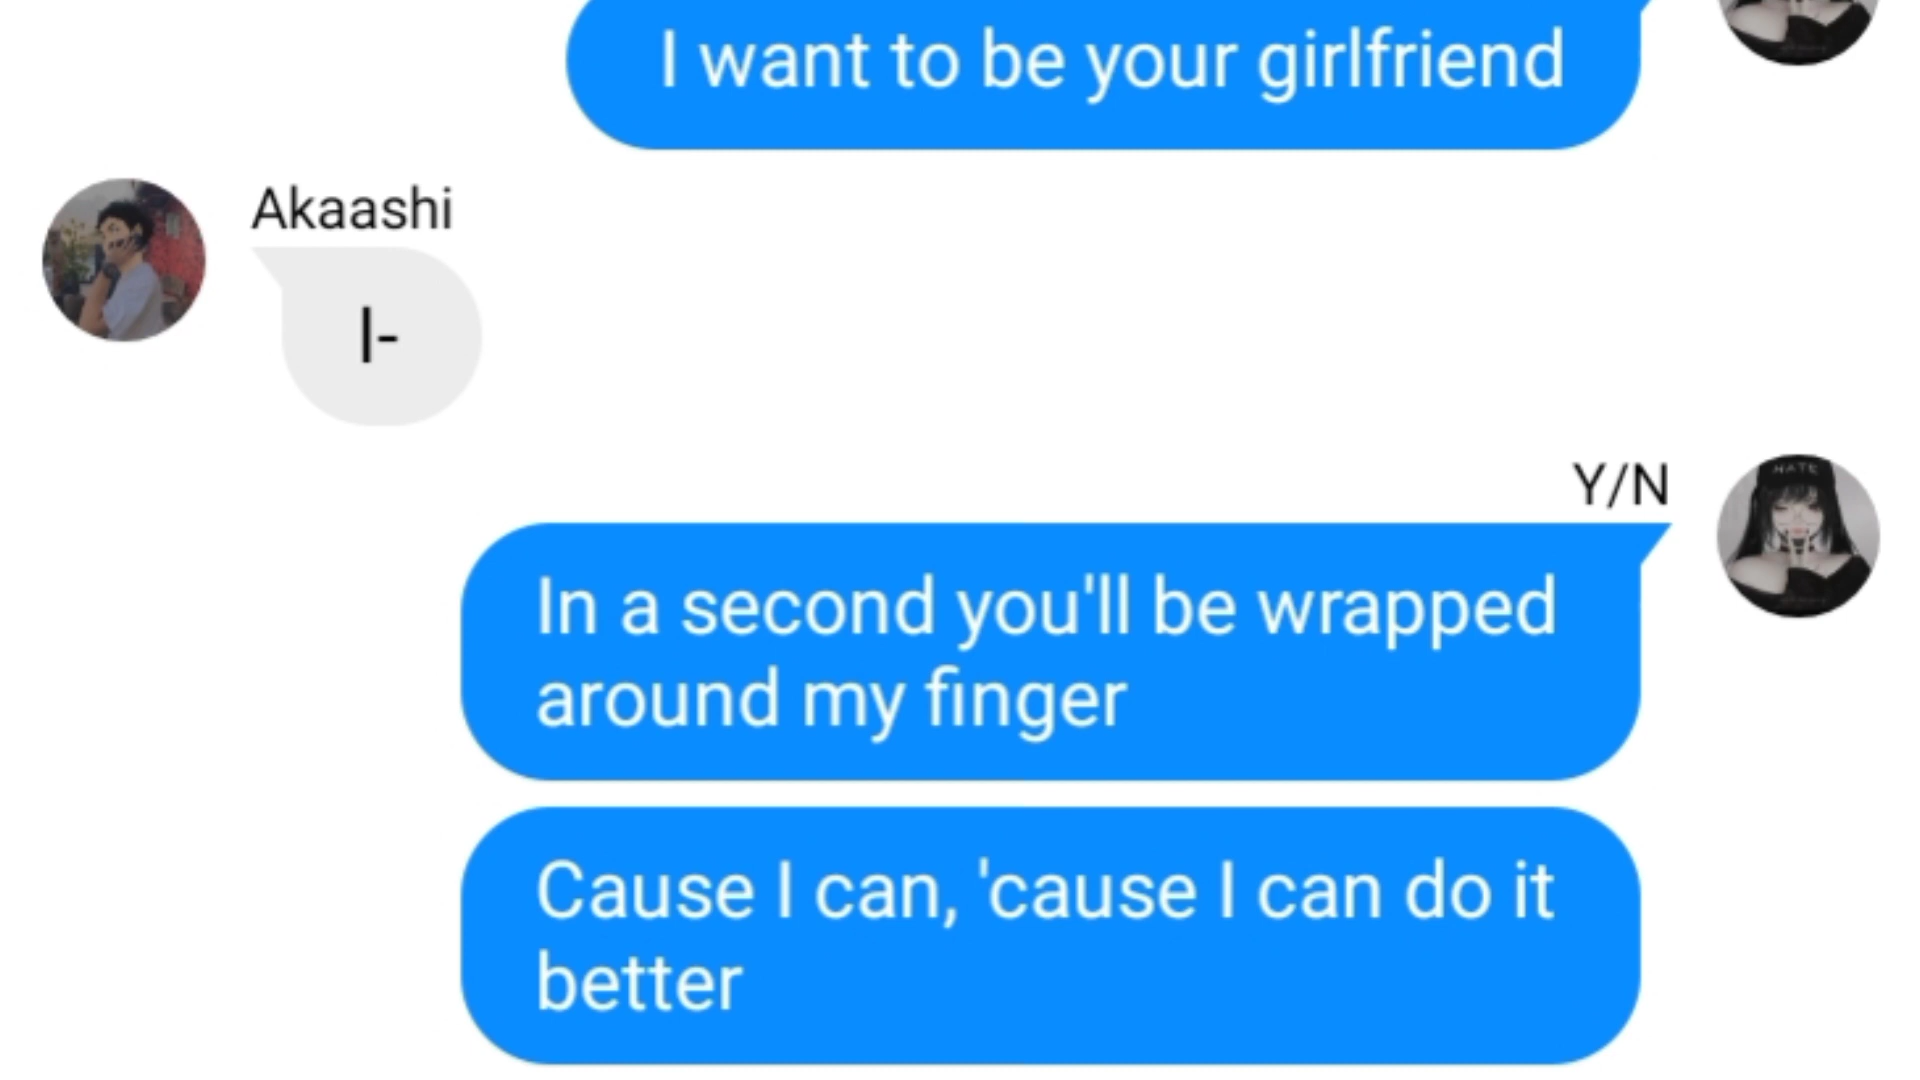 I want to be your girlfriend
Akaashi
I-
Y/N
HATE
In a second you'll be wrapped
around my finger
Cause I can, 'cause I can do it
better